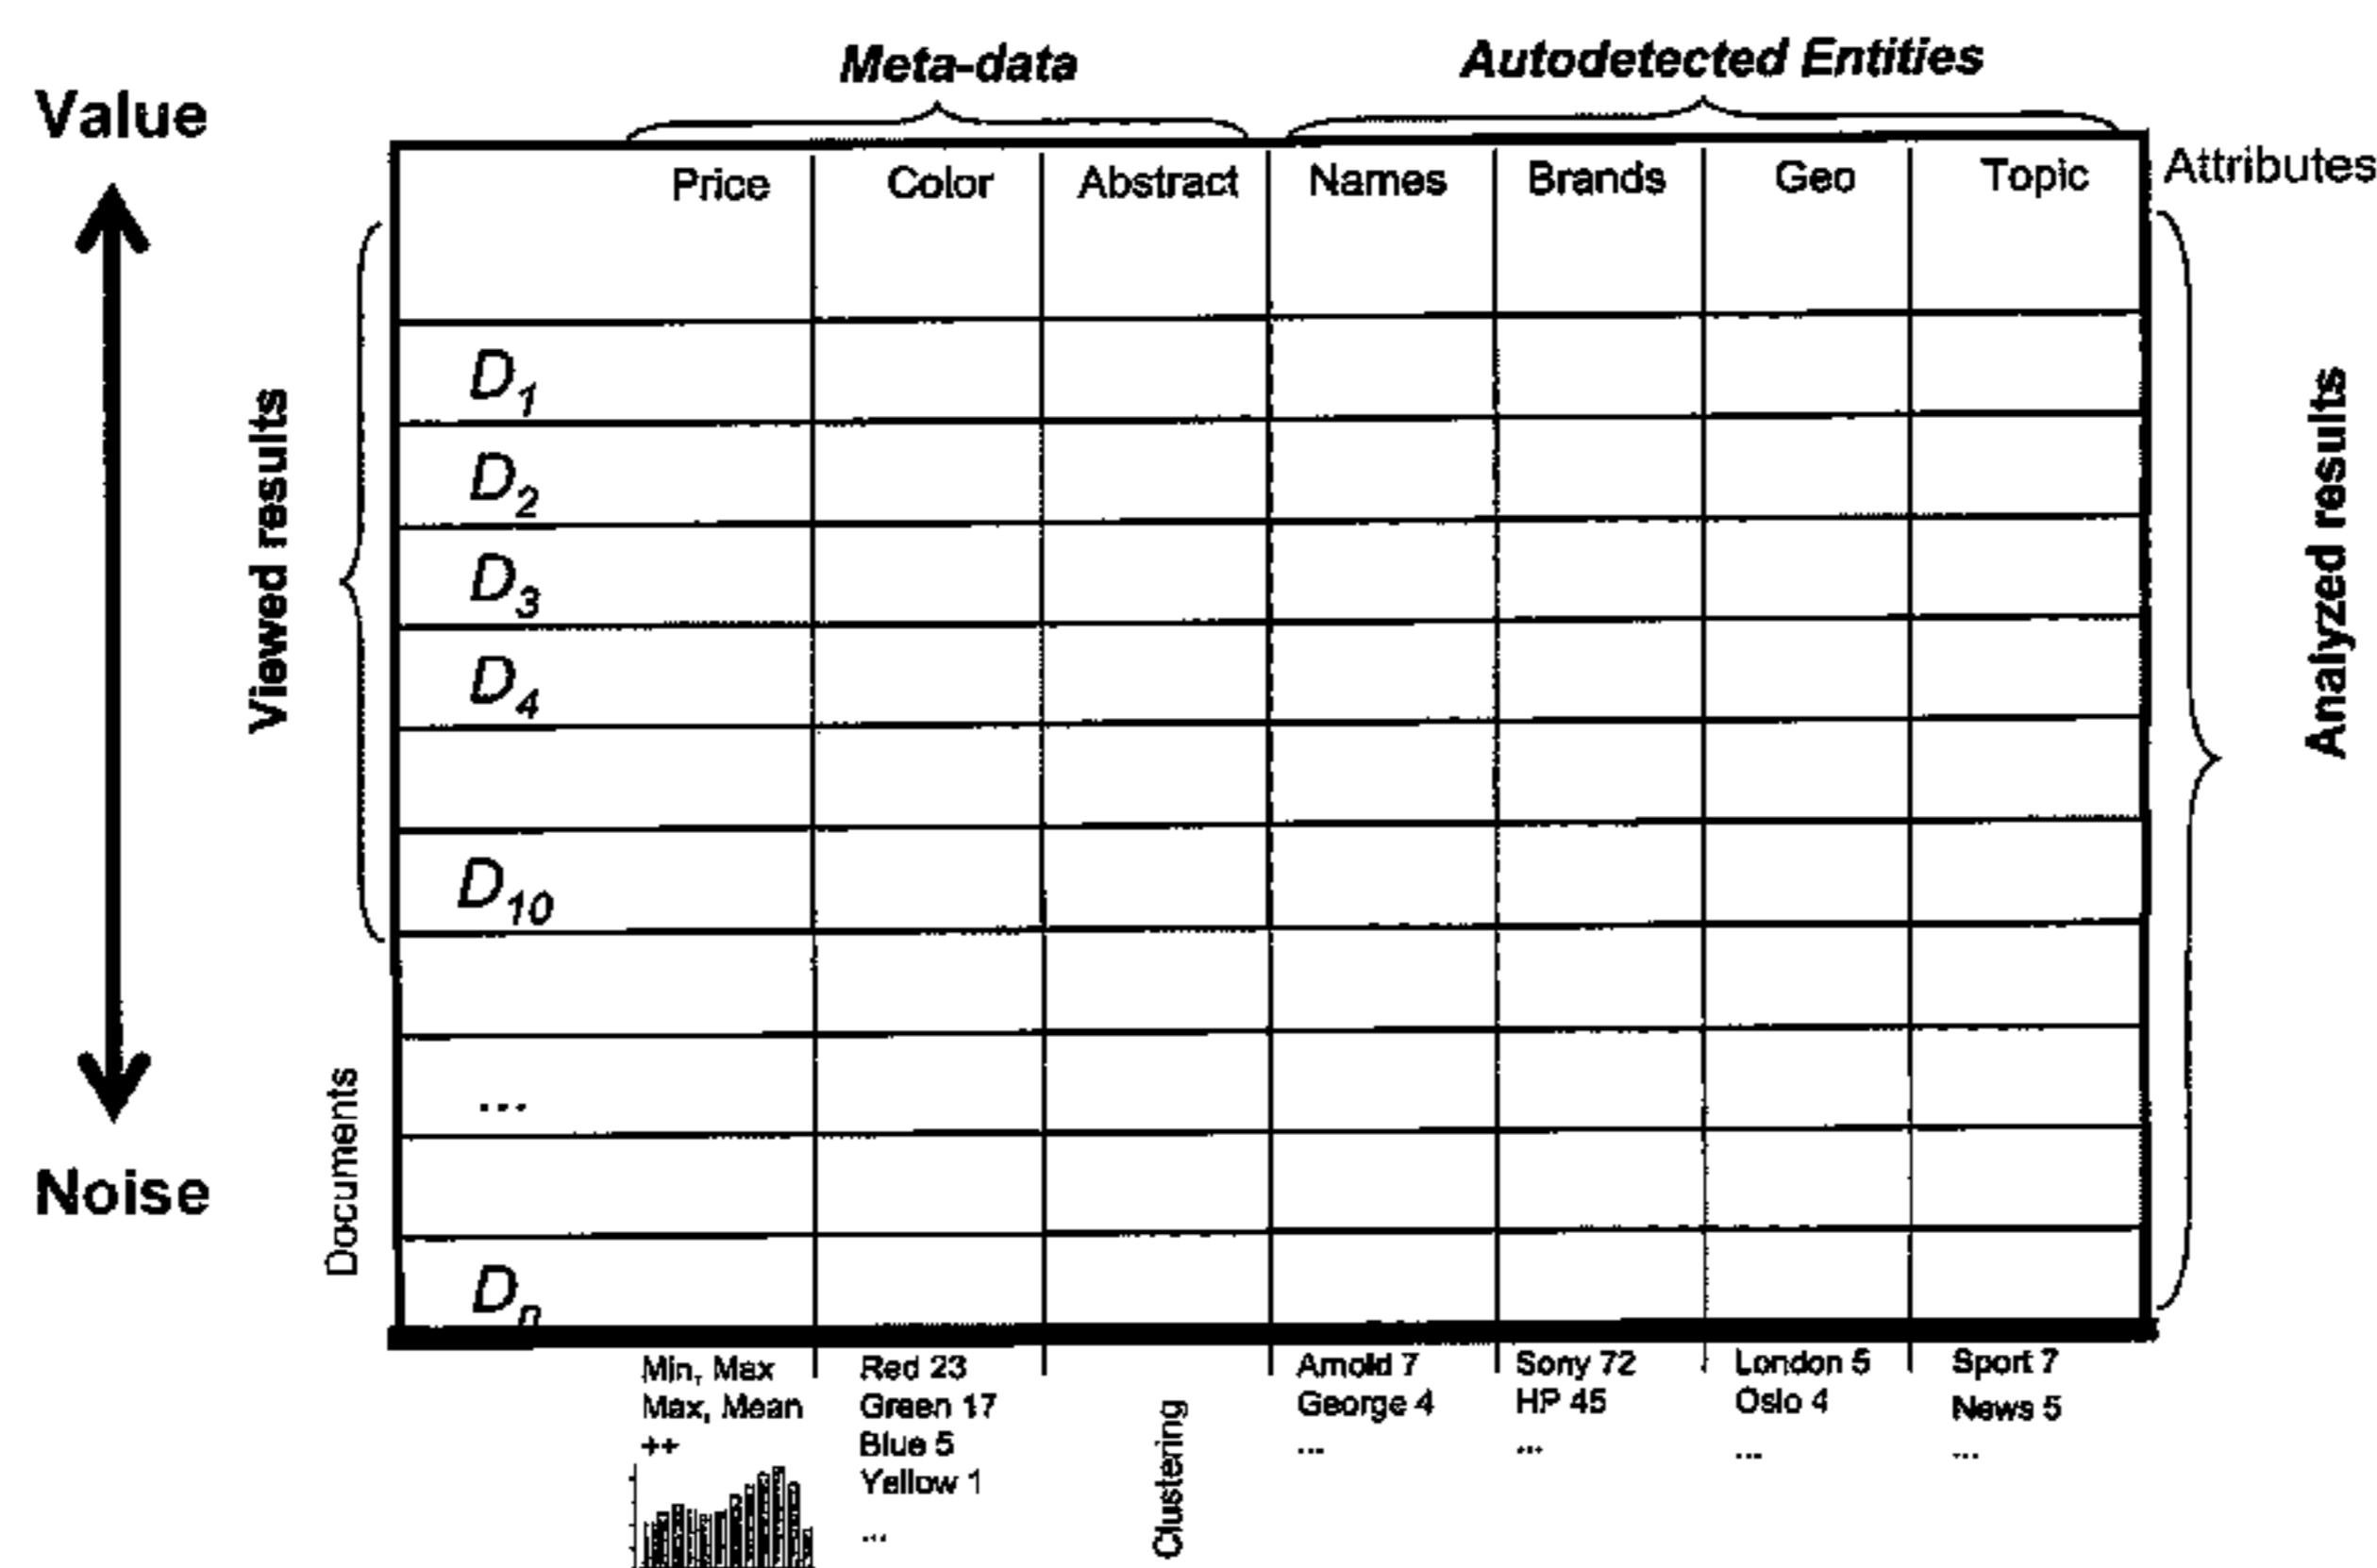 Meta-data
Autodetected Entities
Value
Price Color Abstract Names Brands Geo Topic Attributes
Viewed results
Analyzed results
D1
D2
D3
D4
D10
...
Documents
Noise
Dn
Min, Max
Max, Mean
++
Red 23
Green 17
Blue 5
Yellow 1
...
Clustering
Arnold 7
George 4
...
Sony 72
HP 45
...
London 5
Oslo 4
...
Sport 7
News 5
...